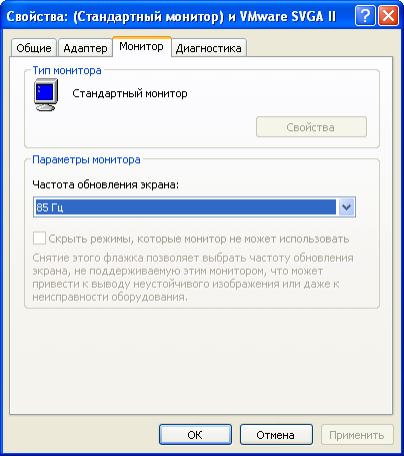 Свойства: (Стандартный монитор) и VMware SVGA II
Общие Адаптер Монитор Диагностика
Тип монитора
Стандартный монитор
Свойства
Параметры монитора
Частота обновления экрана:
85 Гц
Скрыть режимы, которые монитор не может использовать
Снятие этого флажка позволяет выбрать частоту обновления
экрана, не поддерживаемую этим монитором, что может
привести к выводу неустойчивого изображения или даже к
неисправности оборудования.
ОК Отмена Применить